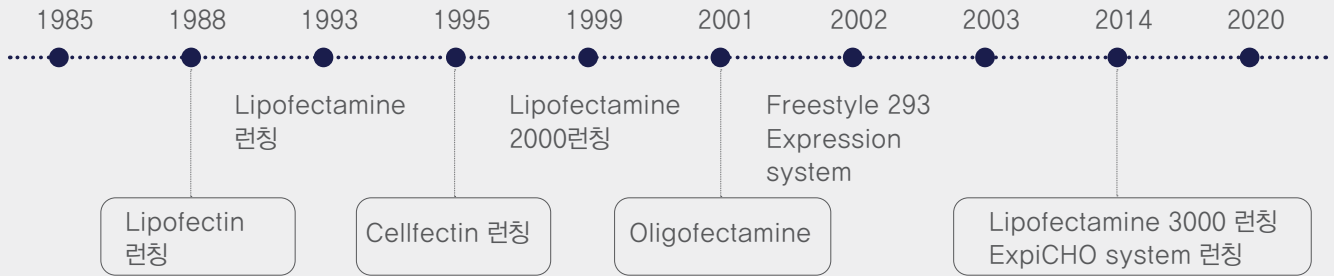 1985 1988 1993 1995 1999 2001 2002 2003 2014 2020
Lipofectamine
런칭
Lipofectamine
2000런칭
Freestyle 293
Expression
system
Lipofectin
런칭
Cellfectin 런칭
Oligofectamine
Lipofectamine 3000 런칭
ExpiCHO system 런칭